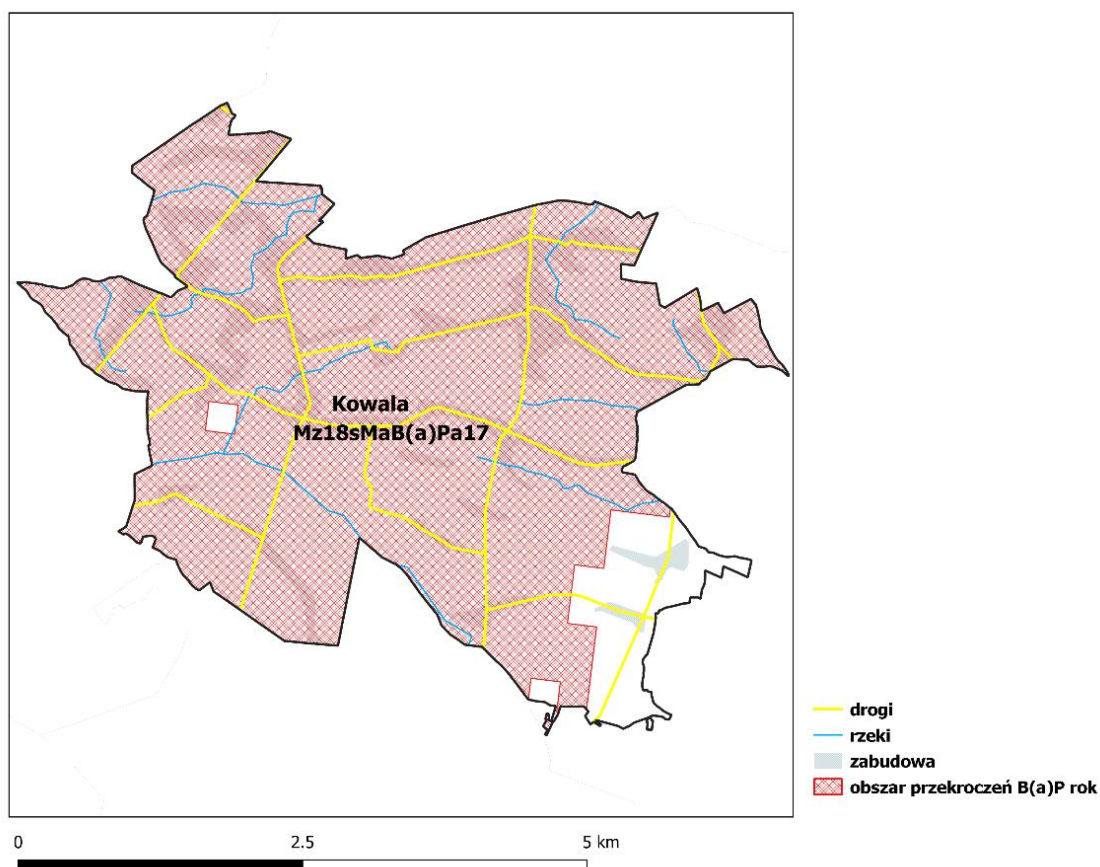 Kowala
Mz18sMaB(a)Pa17
drogi
rzeki
zabudowa
obszar przekroczeń B(a)P rok
0 2.5 5 km